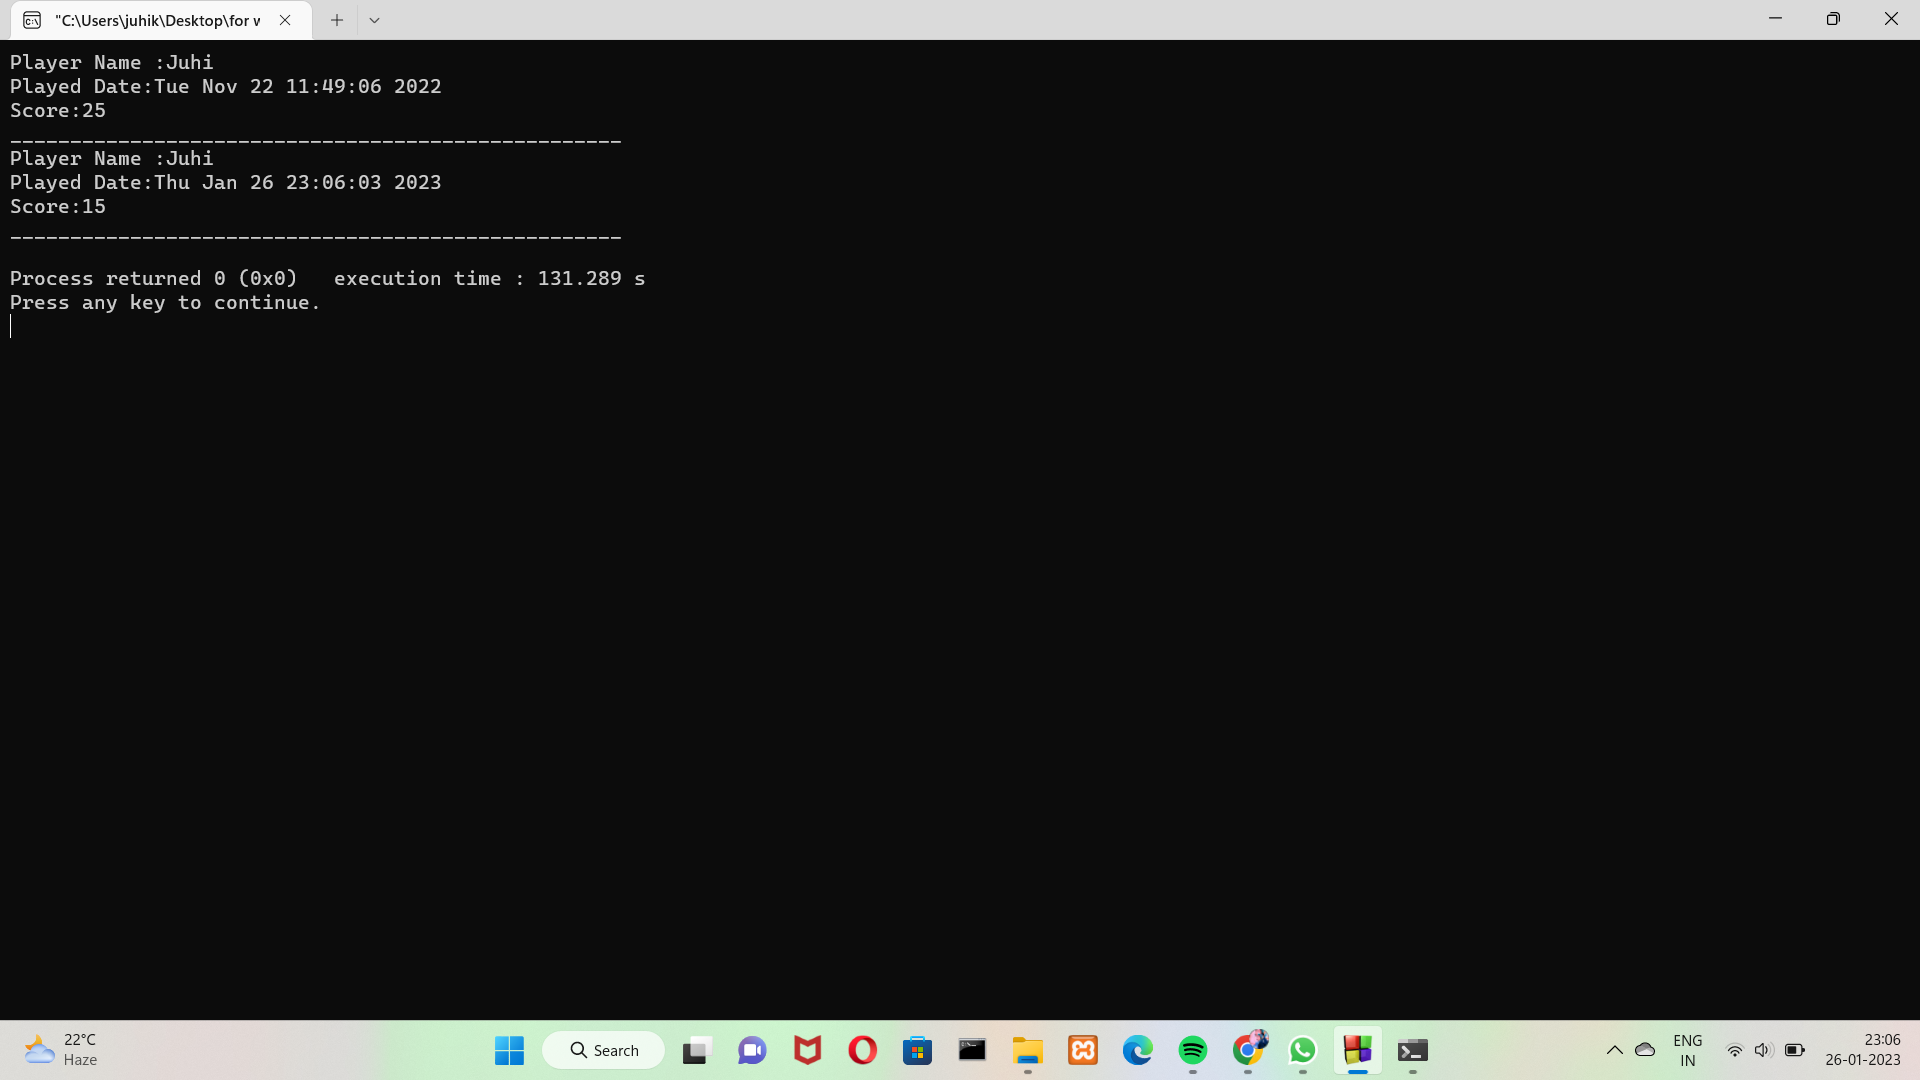 "C:\Users\juhik\Desktop\for w
Player Name :Juhi
Played Date:Tue Nov 22 11:49:06 2022
Score:25
___________________________________________________
Player Name :Juhi
Played Date:Thu Jan 26 23:06:03 2023
Score:15
___________________________________________________
Process returned 0 (0x0)   execution time : 131.289 s
Press any key to continue.
22°C
Haze
Search
ENG
IN
23:06
26-01-2023